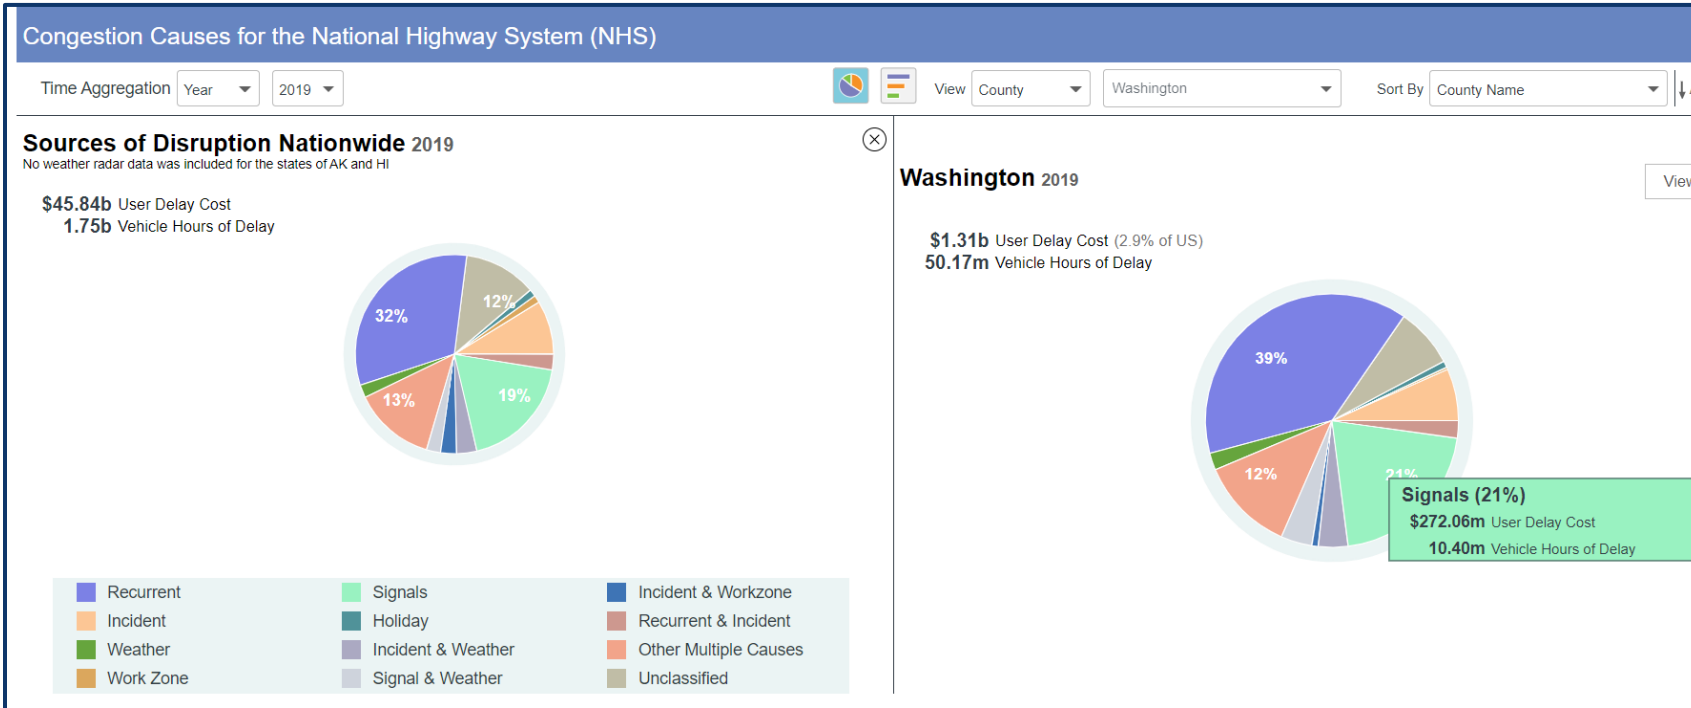 Congestion Causes for the National Highway System (NHS)
Time Aggregation Year 2019 View County Washington Sort By County Name
Sources of Disruption Nationwide 2019
No weather radar data was included for the states of AK and HI
$45.84b User Delay Cost
1.75b Vehicle Hours of Delay
32%
12%
19%
13%
Recurrent Signals Incident & Workzone
Incident Holiday Recurrent & Incident
Weather Incident & Weather Other Multiple Causes
Work Zone Signal & Weather Unclassified
Washington 2019
View
$1.31b User Delay Cost (2.9% of US)
50.17m Vehicle Hours of Delay
39%
12%
21%
Signals (21%)
$272.06m User Delay Cost
10.40m Vehicle Hours of Delay